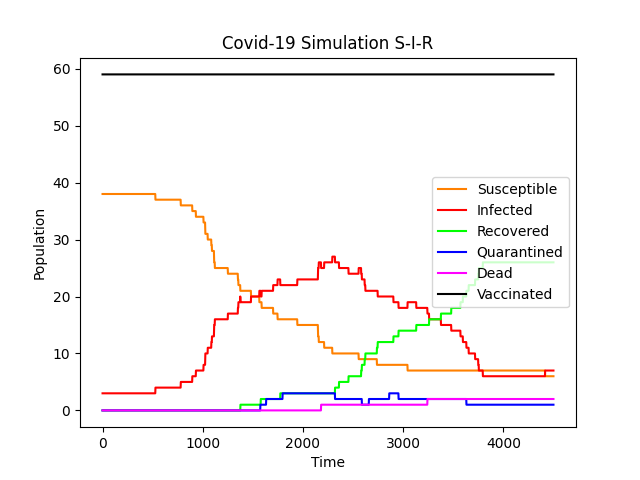 Covid-19 Simulation S-I-R
60
50
40
30
20
10
0
Population
Susceptible
Infected
Recovered
Quarantined
Dead
Vaccinated
0 1000 2000 3000 4000
Time